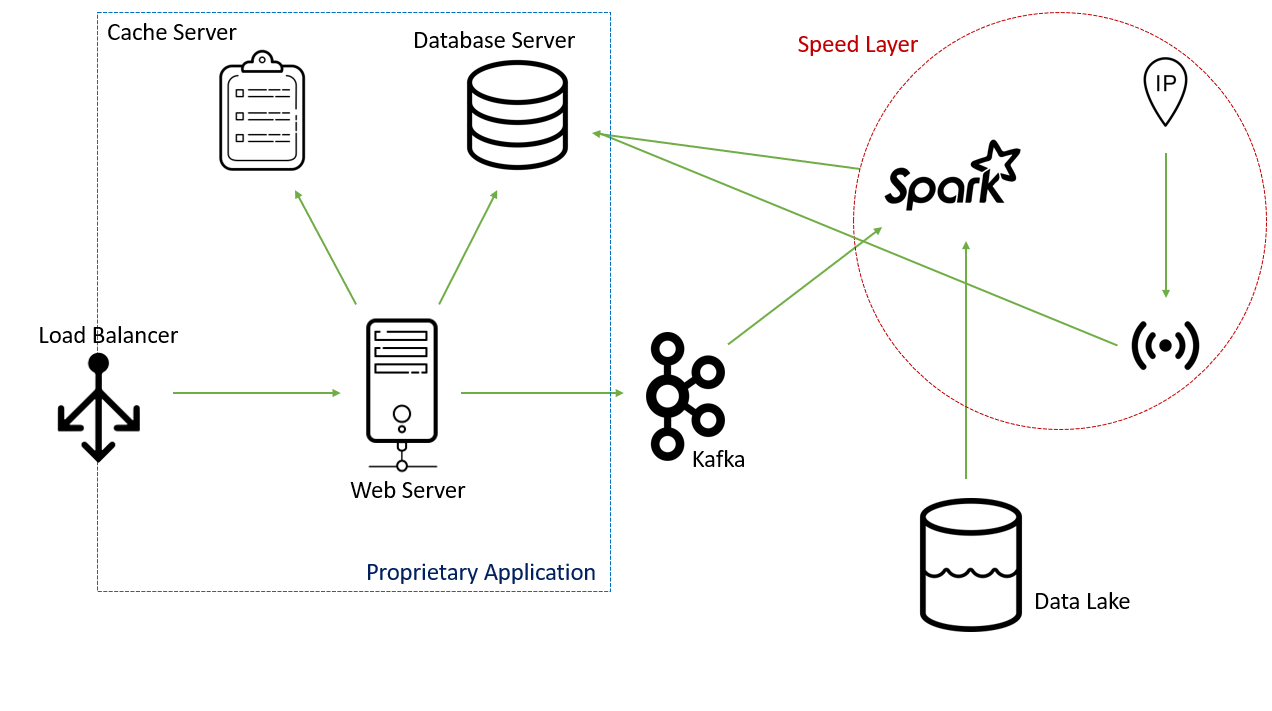 Cache Server
Database Server
Speed Layer
IP
Spark
Load Balancer
Kafka
Web Server
Proprietary Application
Data Lake